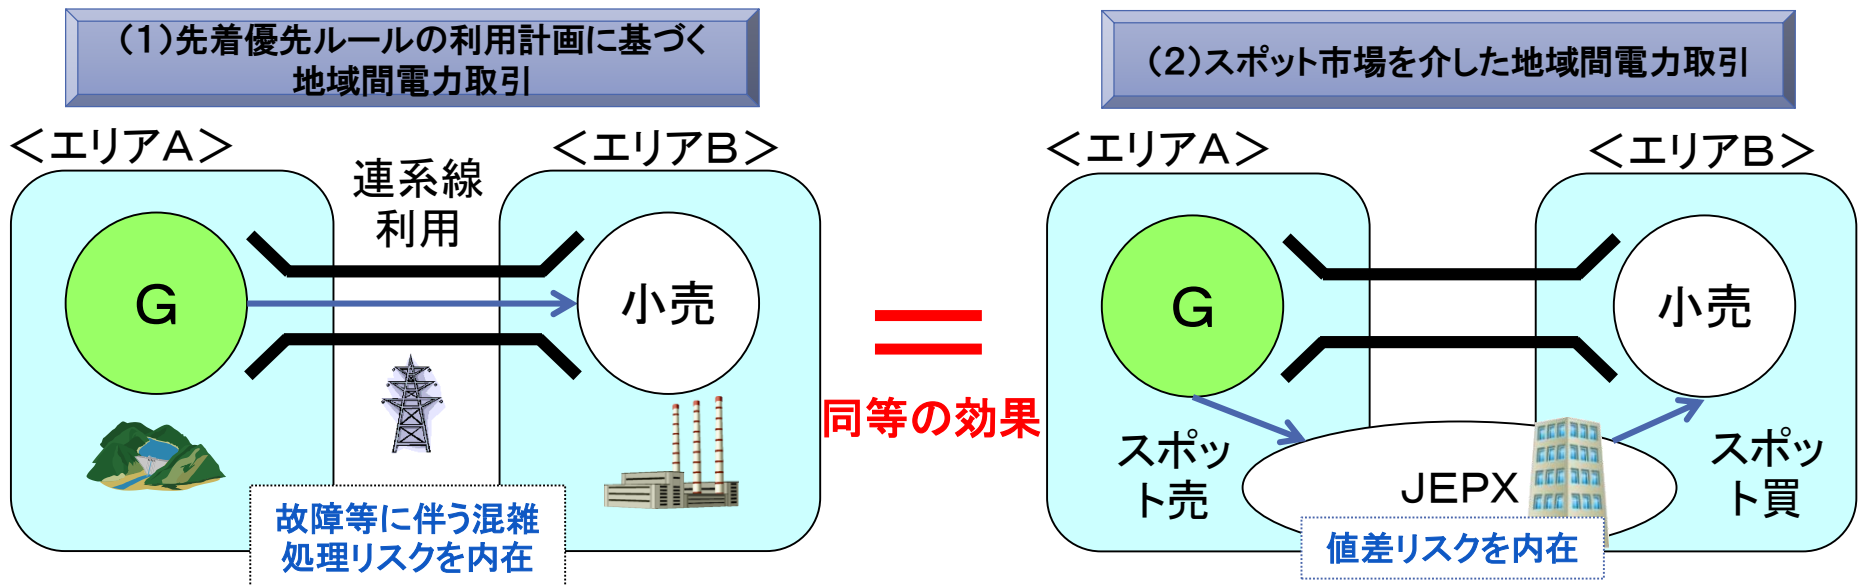 （１）先着優先ルールの利用計画に基づく
地域間電力取引
＜エリアＡ＞
＜エリアＢ＞
連系線
利用
Ｇ
小売
故障等に伴う混雑
処理リスクを内在
同等の効果
（２）スポット市場を介した地域間電力取引
＜エリアＡ＞
＜エリアＢ＞
Ｇ
小売
スポッ
ト売
ＪＥＰＸ
スポッ
ト買
値差リスクを内在